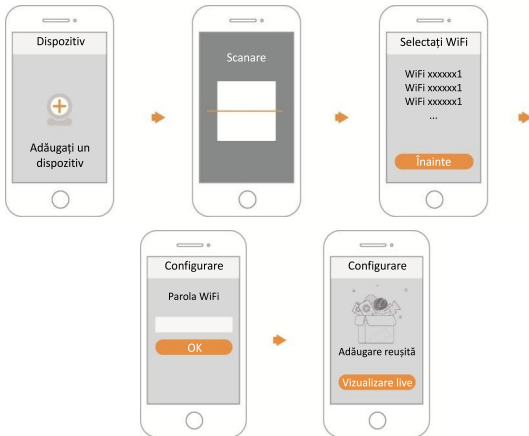 Dispozitiv
Adăugați un
dispozitiv
Scanare
Selectați WiFi
WiFi xxxxxx1
WiFi xxxxxx1
WiFi xxxxxx1
...
Înainte
Configurare
Parola WiFi
OK
Configurare
Adăugare reușită
Vizualizare live